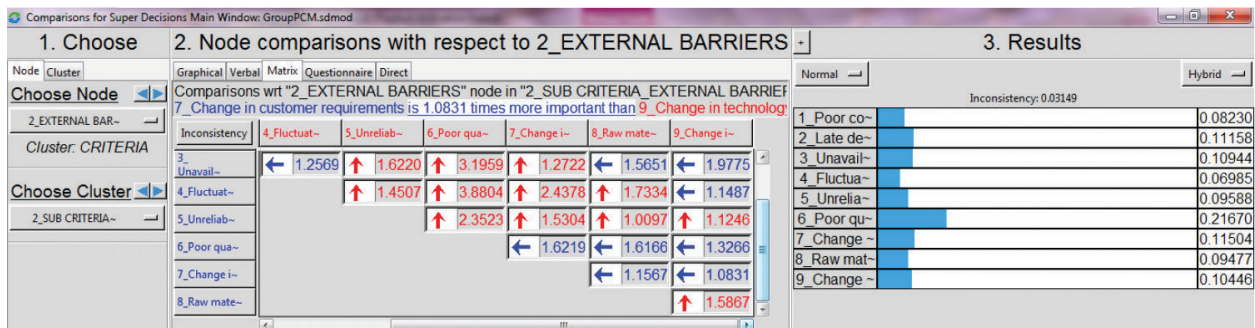 Comparisons for Super Decisions Main Window: GroupPCM.sdmod
1. Choose
2. Node comparisons with respect to 2_EXTERNAL BARRIERS
+
3. Results
Node Cluster
Graphical Verbal Matrix Questionnaire Direct
Normal
Hybrid
Choose Node
Comparisons wrt "2_EXTERNAL BARRIERS" node in "2_SUB CRITERIA_EXTERNAL BARRIEF
7_Change in customer requirements is 1.0831 times more important than 9_Change in technology
Inconsistency: 0.03149
2_EXTERNAL BAR~
Cluster: CRITERIA
Choose Cluster
2_SUB CRITERIA~
Inconsistency 4_Fluctuat~ 5_Unreliab~ 6_Poor qua~ 7_Change i~ 8_Raw mate~ 9_Change i~
3_
Unavail~ 1.2569 1.6220 3.1959 1.2722 1.5651 1.9775
4_Fluctuat~ 1.4507 3.8804 2.4378 1.7334 1.1487
5_Unreliab~ 2.3523 1.5304 1.0097 1.1246
6_Poor qua~ 1.6219 1.6166 1.3266
7_Change i~ 1.1567 1.0831
8_Raw mate~ 1.5867
1_Poor co~ 0.08230
2_Late de~ 0.11158
3_Unavail~ 0.10944
4_Fluctua~ 0.06985
5_Unrelia~ 0.09588
6_Poor qu~ 0.21670
7_Change ~ 0.11504
8_Raw mat~ 0.09477
9_Change ~ 0.10446